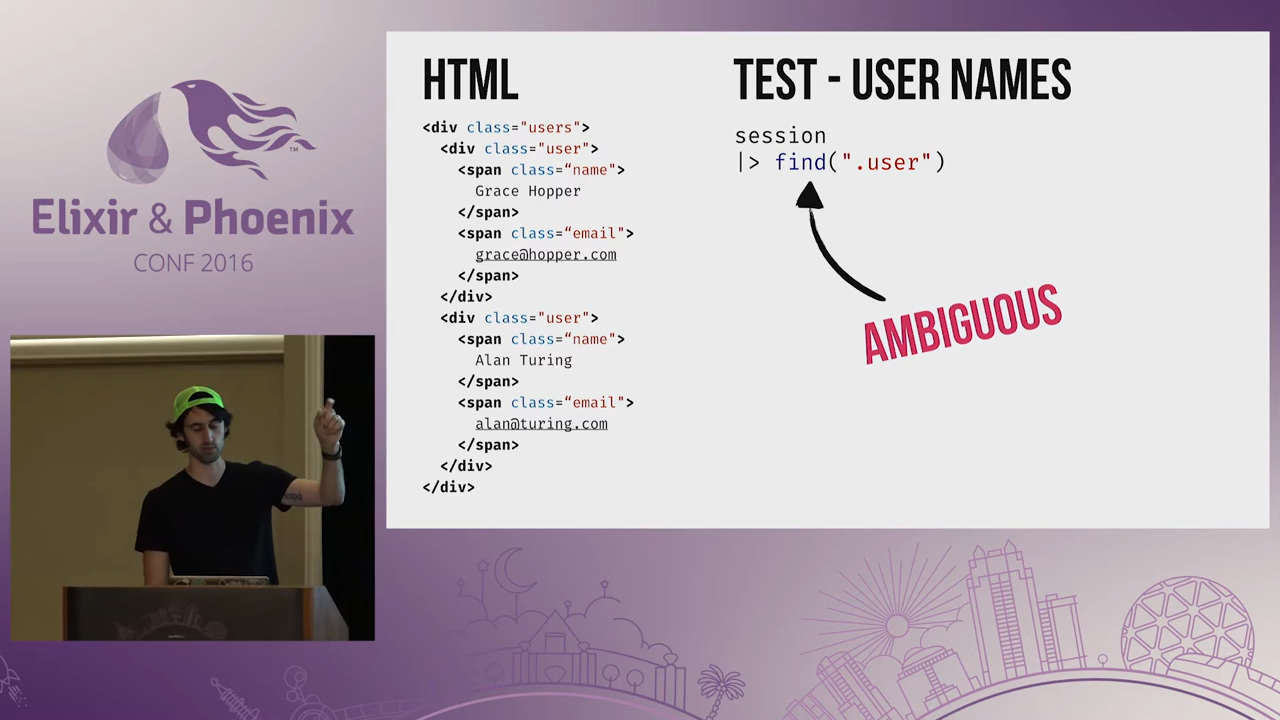 Elixir & Phoenix
CONF 2016
TM
HTML
<div class="users">
<div class="user">
<span class=“name">
Grace Hopper
</span>
<span class=“email">
grace@hopper.com
</span>
</div>
<div class="user">
<span class=“name">
Alan Turing
</span>
<span class=“email">
alan@turing.com
</span>
</div>
</div>
TEST - USER NAMES
session
|> find(".user")
AMBIGUOUS